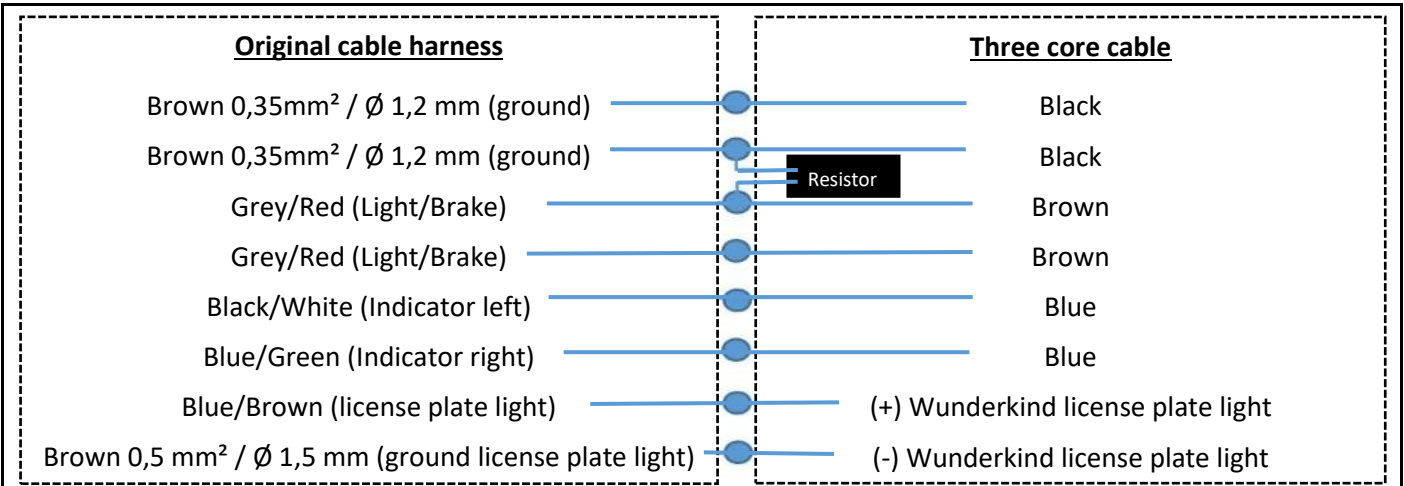 Original cable harness Three core cable
Brown 0,35mm² / Ø 1,2 mm (ground) Black
Brown 0,35mm² / Ø 1,2 mm (ground) Black
Resistor
Grey/Red (Light/Brake) Brown
Grey/Red (Light/Brake) Brown
Black/White (Indicator left) Blue
Blue/Green (Indicator right) Blue
Blue/Brown (license plate light) (+) Wunderkind license plate light
Brown 0,5 mm² / Ø 1,5 mm (ground license plate light) (-) Wunderkind license plate light